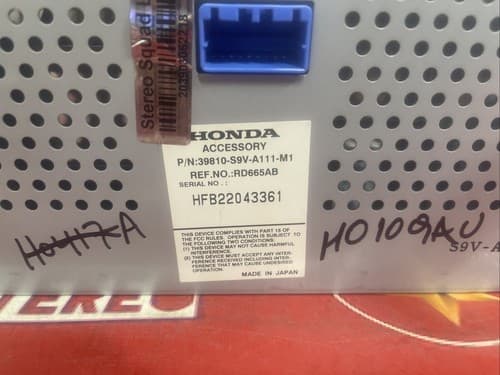 Stereo Squad
HONDA
ACCESSORY
P/N:39810-S9V-A111-M1
REF.NO.:RD665AB
SERIAL NO.:
HFB22043361
THIS DEVICE COMPLIES WITH PART 15 OF
THE FCC RULES. OPERATION IS SUBJECT TO
THE FOLLOWING TWO CONDITIONS:
(1) THIS DEVICE MAY NOT CAUSE HARMFUL
INTERFERENCE.
(2) THIS DEVICE MUST ACCEPT ANY INTER-
FERENCE RECEIVED INCLUDING INTER-
FERENCE THAT MAY CAUSE UNDESIRED
OPERATION.
MADE IN JAPAN
HO117A
HO109AU
S9V-A
STEREO